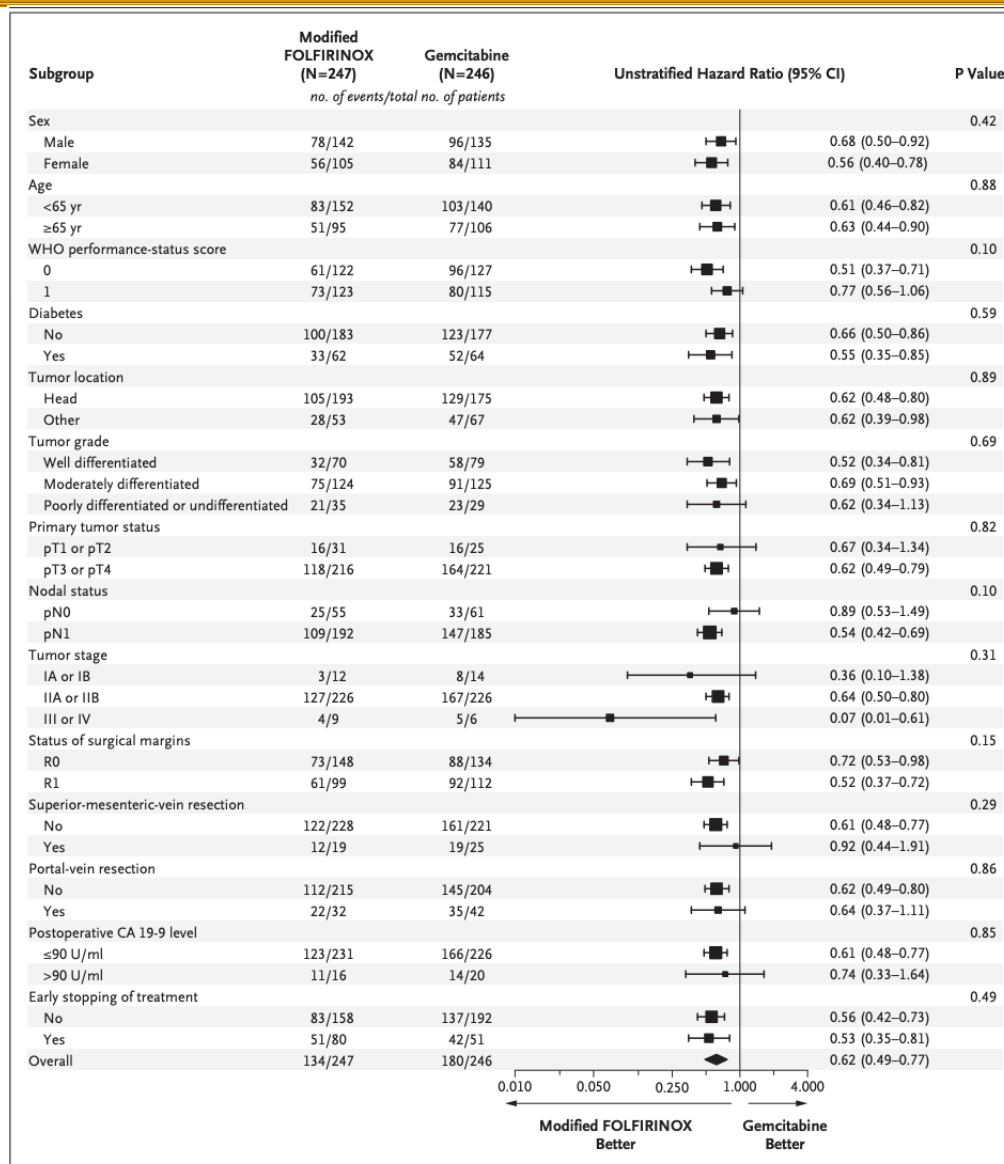 Modified
FOLFIRINOX Gemcitabine
Subgroup (N=247) (N=246) Unstratified Hazard Ratio (95% CI) P Value
no. of events/total no. of patients
Sex 0.42
Male 78/142 96/135 0.68 (0.50–0.92)
Female 56/105 84/111 0.56 (0.40–0.78)
Age 0.88
<65 yr 83/152 103/140 0.61 (0.46–0.82)
≥65 yr 51/95 77/106 0.63 (0.44–0.90)
WHO performance-status score 0.10
0 61/122 96/127 0.51 (0.37–0.71)
1 73/123 80/115 0.77 (0.56–1.06)
Diabetes 0.59
No 100/183 123/177 0.66 (0.50–0.86)
Yes 33/62 52/64 0.55 (0.35–0.85)
Tumor location 0.89
Head 105/193 129/175 0.62 (0.48–0.80)
Other 28/53 47/67 0.62 (0.39–0.98)
Tumor grade 0.69
Well differentiated 32/70 58/79 0.52 (0.34–0.81)
Moderately differentiated 75/124 91/125 0.69 (0.51–0.93)
Poorly differentiated or undifferentiated 21/35 23/29 0.62 (0.34–1.13)
Primary tumor status 0.82
pT1 or pT2 16/31 16/25 0.67 (0.34–1.34)
pT3 or pT4 118/216 164/221 0.62 (0.49–0.79)
Nodal status 0.10
pN0 25/55 33/61 0.89 (0.53–1.49)
pN1 109/192 147/185 0.54 (0.42–0.69)
Tumor stage 0.31
IA or IB 3/12 8/14 0.36 (0.10–1.38)
IIA or IIB 127/226 167/226 0.64 (0.50–0.80)
III or IV 4/9 5/6 0.07 (0.01–0.61)
Status of surgical margins 0.15
R0 73/148 88/134 0.72 (0.53–0.98)
R1 61/99 92/112 0.52 (0.37–0.72)
Superior-mesenteric-vein resection 0.29
No 122/228 161/221 0.61 (0.48–0.77)
Yes 12/19 19/25 0.92 (0.44–1.91)
Portal-vein resection 0.86
No 112/215 145/204 0.62 (0.49–0.80)
Yes 22/32 35/42 0.64 (0.37–1.11)
Postoperative CA 19-9 level 0.85
≤90 U/ml 123/231 166/226 0.61 (0.48–0.77)
>90 U/ml 11/16 14/20 0.74 (0.33–1.64)
Early stopping of treatment 0.49
No 83/158 137/192 0.56 (0.42–0.73)
Yes 51/80 42/51 0.53 (0.35–0.81)
Overall 134/247 180/246 0.62 (0.49–0.77)
0.010 0.050 0.250 1.000 4.000
Modified FOLFIRINOX Gemcitabine
Better Better